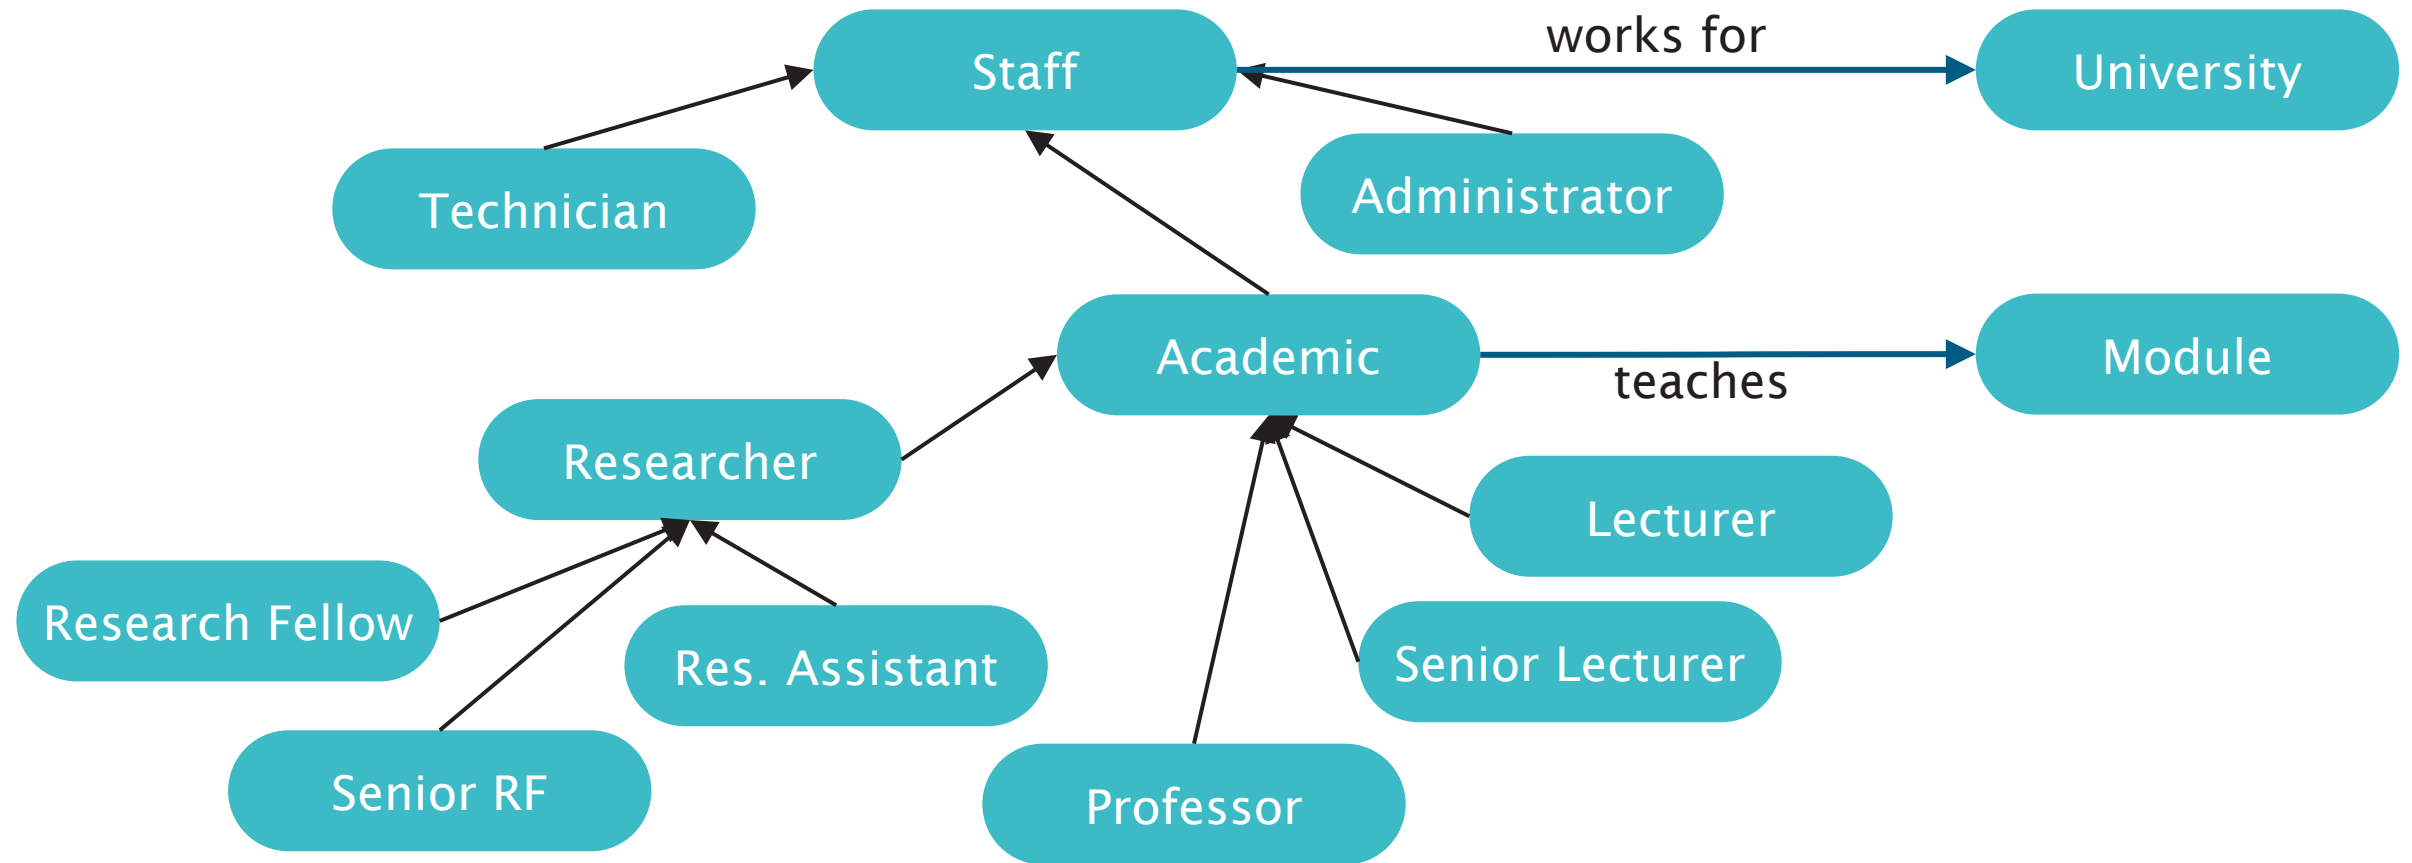 works for
Staff
University
Technician
Administrator
Academic
Module
teaches
Researcher
Lecturer
Research Fellow
Res. Assistant
Senior Lecturer
Senior RF
Professor